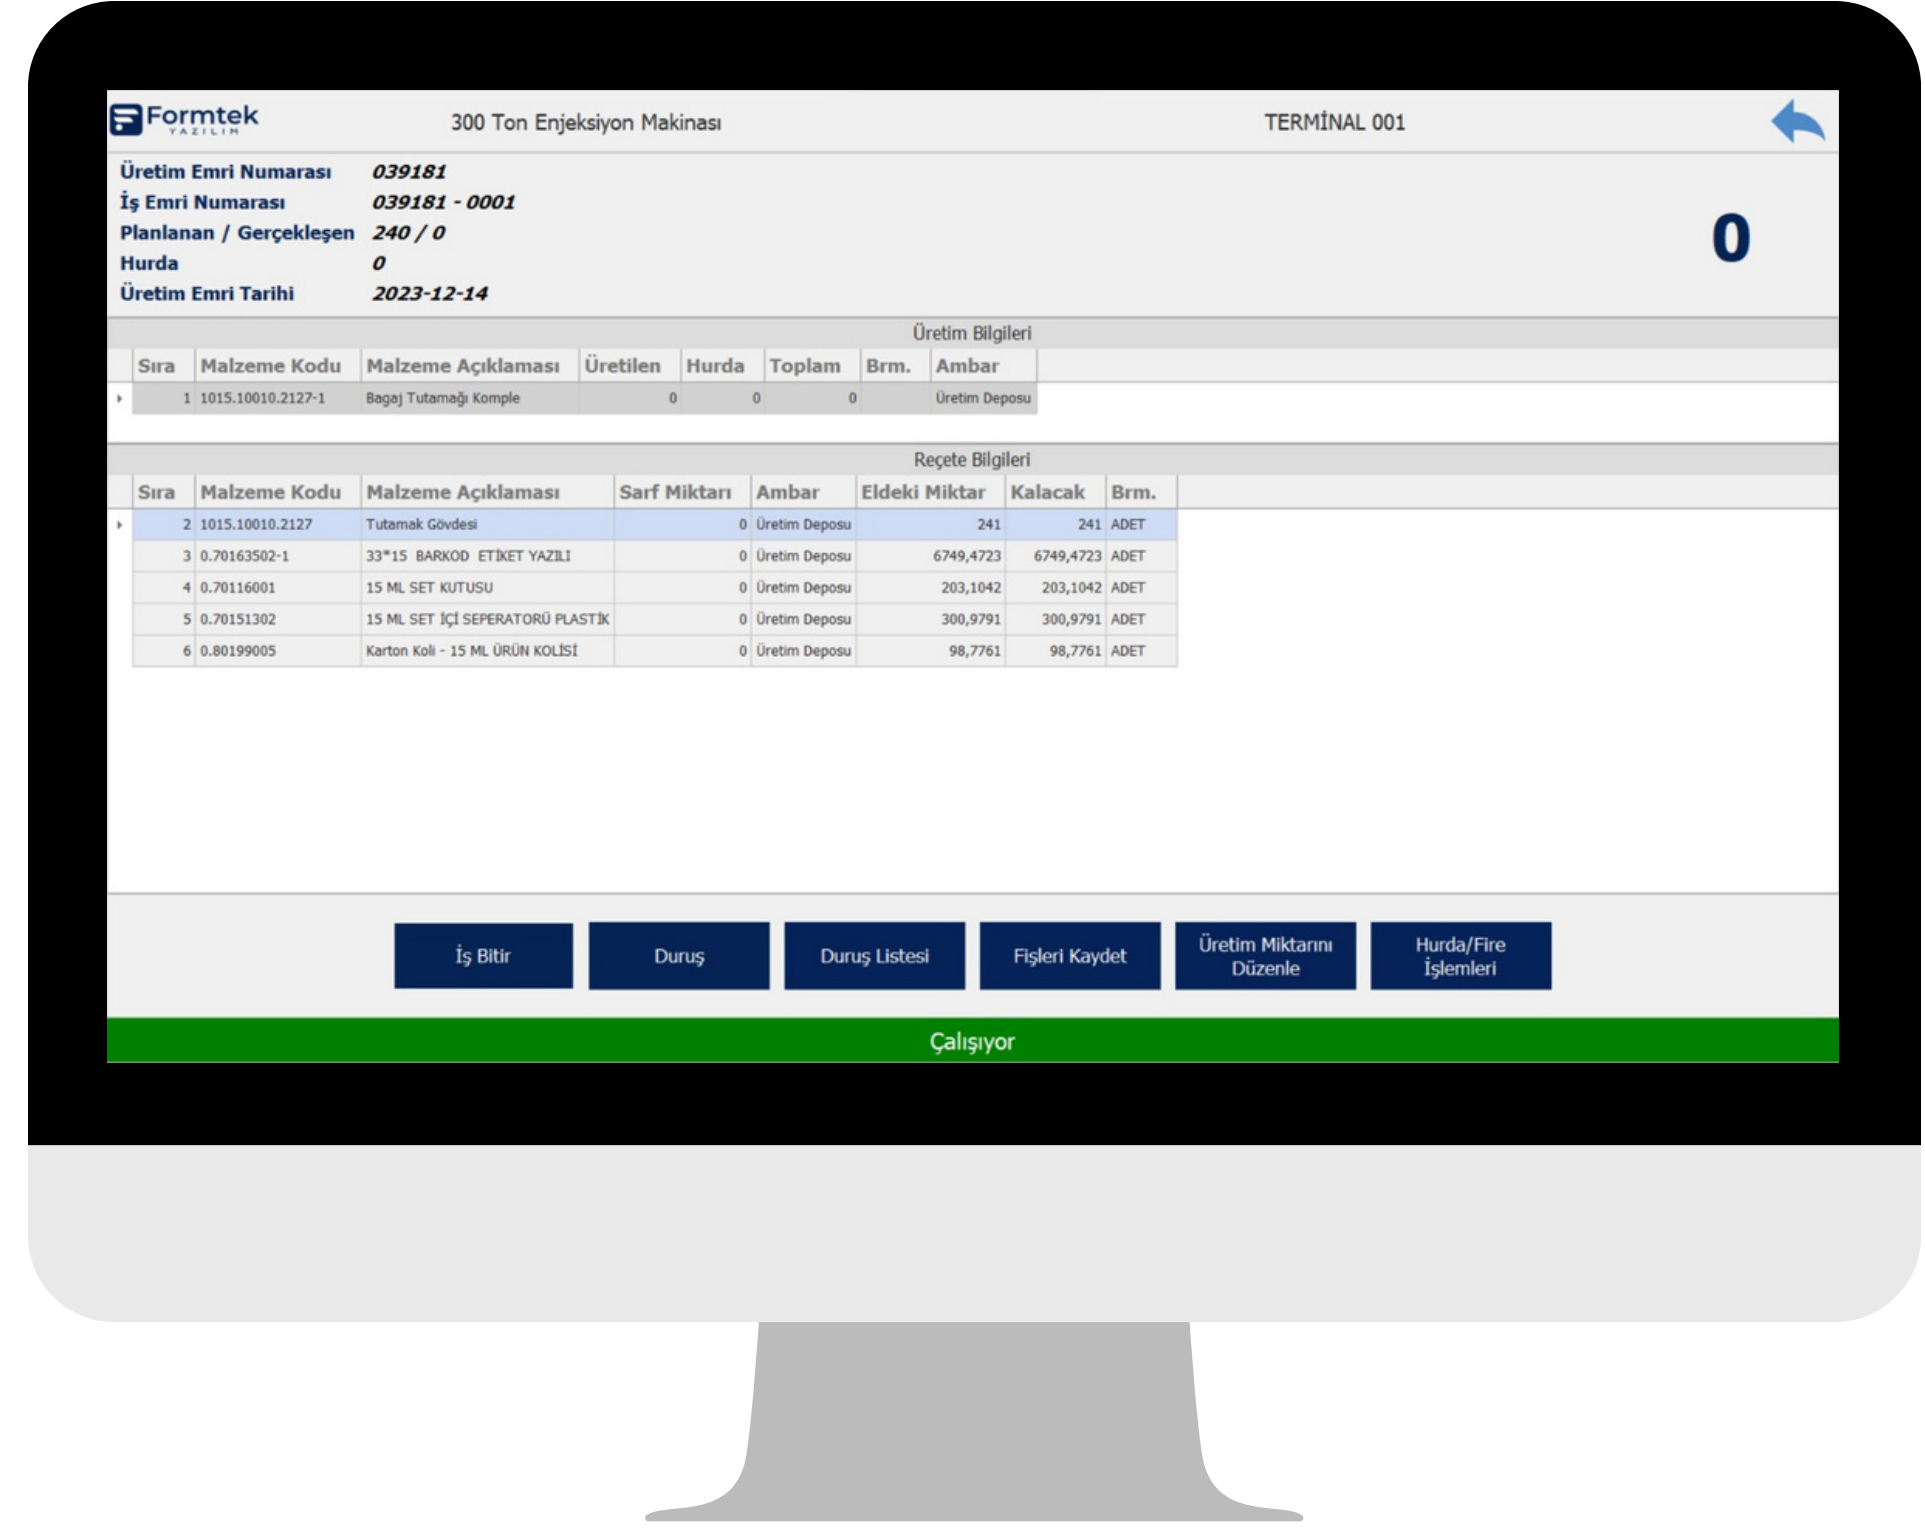 Formtek
YAZILIM
300 Ton Enjeksiyon Makinası
TERMİNAL 001
Üretim Emri Numarası 039181
İş Emri Numarası 039181 - 0001
Planlanan / Gerçekleşen 240 / 0
Hurda 0
Üretim Emri Tarihi 2023-12-14
0
Üretim Bilgileri
Sıra Malzeme Kodu Malzeme Açıklaması Üretilen Hurda Toplam Brm. Ambar
1 1015.10010.2127-1 Bagaj Tutamağı Komple 0 0 0 Üretim Deposu
Reçete Bilgileri
Sıra Malzeme Kodu Malzeme Açıklaması Sarf Miktarı Ambar Eldeki Miktar Kalacak Brm.
2 1015.10010.2127 Tutamak Gövdesi 0 Üretim Deposu 241 241 ADET
3 0.70163502-1 33*15 BARKOD ETİKET YAZILI 0 Üretim Deposu 6749,4723 6749,4723 ADET
4 0.70116001 15 ML SET KUTUSU 0 Üretim Deposu 203,1042 203,1042 ADET
5 0.70151302 15 ML SET İÇİ SEPERATORÜ PLASTİK 0 Üretim Deposu 300,9791 300,9791 ADET
6 0.80199005 Karton Koli - 15 ML ÜRÜN KOLİSİ 0 Üretim Deposu 98,7761 98,7761 ADET
İş Bitir
Duruş
Duruş Listesi
Fişleri Kaydet
Üretim Miktarını
Düzenle
Hurda/Fire
İşlemleri
Çalışıyor